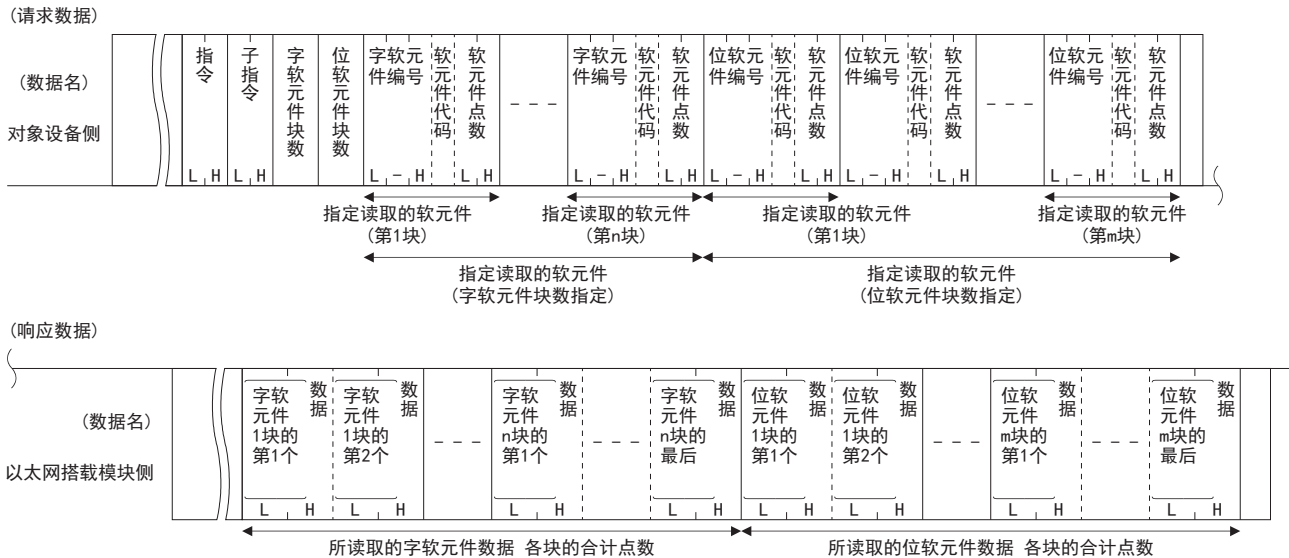 (请求数据)
(数据名)
对象设备侧
指令
L H
子指令
L H
字软元件块数
位软元件块数
字软元件编号
L - H
软元件代码
软元件点数
L H
- - -
字软元件编号
L - H
软元件代码
软元件点数
L H
位软元件编号
L - H
软元件代码
软元件点数
L H
位软元件编号
L - H
软元件代码
软元件点数
L H
- - -
位软元件编号
L - H
软元件代码
软元件点数
L H
指定读取的软元件
(第1块)
指定读取的软元件
(第n块)
指定读取的软元件
(第1块)
指定读取的软元件
(第m块)
指定读取的软元件
(字软元件块数指定)
指定读取的软元件
(位软元件块数指定)
(响应数据)
(数据名)
以太网搭载模块侧
字软
元件
1块的
第1个
数据
L H
字软
元件
1块的
第2个
数据
L H
- - -
字软
元件
n块的
第1个
数据
L H
- - -
字软
元件
n块的
最后
数据
L H
位软
元件
1块的
第1个
数据
L H
位软
元件
1块的
第2个
数据
L H
- - -
位软
元件
m块的
第1个
数据
L H
- - -
位软
元件
m块的
最后
数据
L H
所读取的字软元件数据 各块的合计点数
所读取的位软元件数据 各块的合计点数